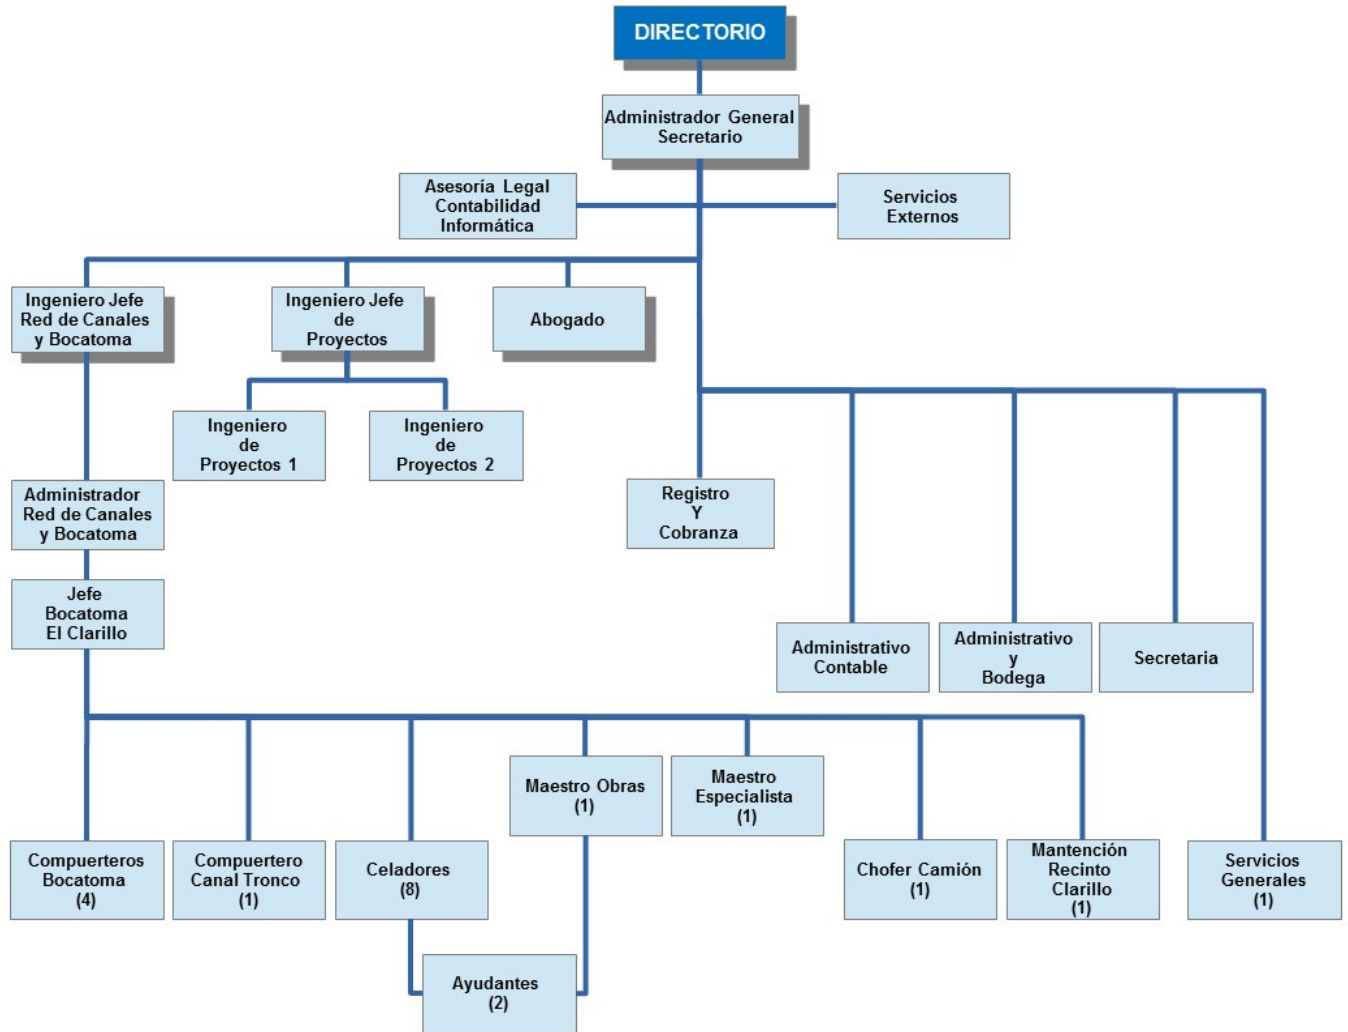 DIRECTORIO
Administrador General
Secretario
Asesoría Legal
Contabilidad
Informática
Servicios
Externos
Ingeniero Jefe
Red de Canales
y Bocatoma
Ingeniero Jefe
de
Proyectos
Abogado
Ingeniero
de
Proyectos 1
Ingeniero
de
Proyectos 2
Administrador
Red de Canales
y Bocatoma
Registro
Y
Cobranza
Jefe
Bocatoma
El Clarillo
Administrativo
Contable
Administrativo
y
Bodega
Secretaria
Maestro Obras
(1)
Maestro
Especialista
(1)
Compuerteros
Bocatoma
(4)
Compuertero
Canal Tronco
(1)
Celadores
(8)
Chofer Camión
(1)
Mantención
Recinto
Clarillo
(1)
Servicios
Generales
(1)
Ayudantes
(2)